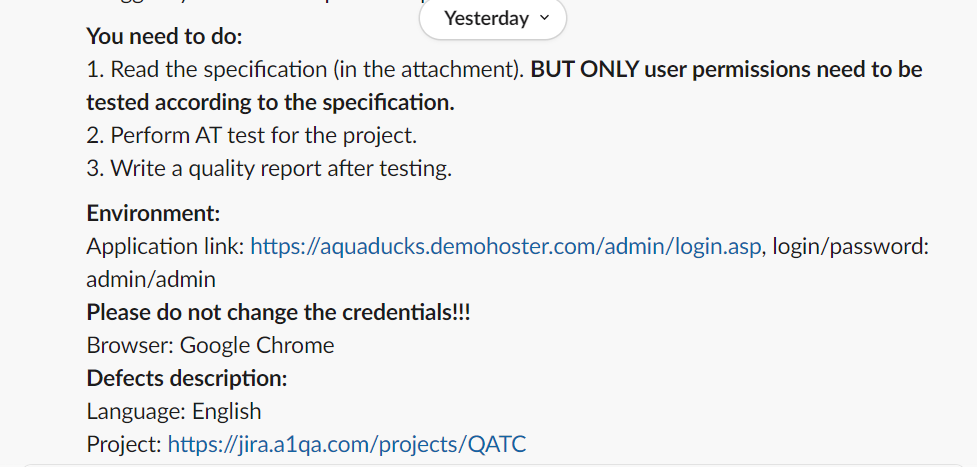 Yesterday
You need to do:
1. Read the specification (in the attachment). BUT ONLY user permissions need to be
tested according to the specification.
2. Perform AT test for the project.
3. Write a quality report after testing.
Environment:
Application link: https://aquaducks.demohoster.com/admin/login.asp, login/password:
admin/admin
Please do not change the credentials!!!
Browser: Google Chrome
Defects description:
Language: English
Project: https://jira.a1qa.com/projects/QATC